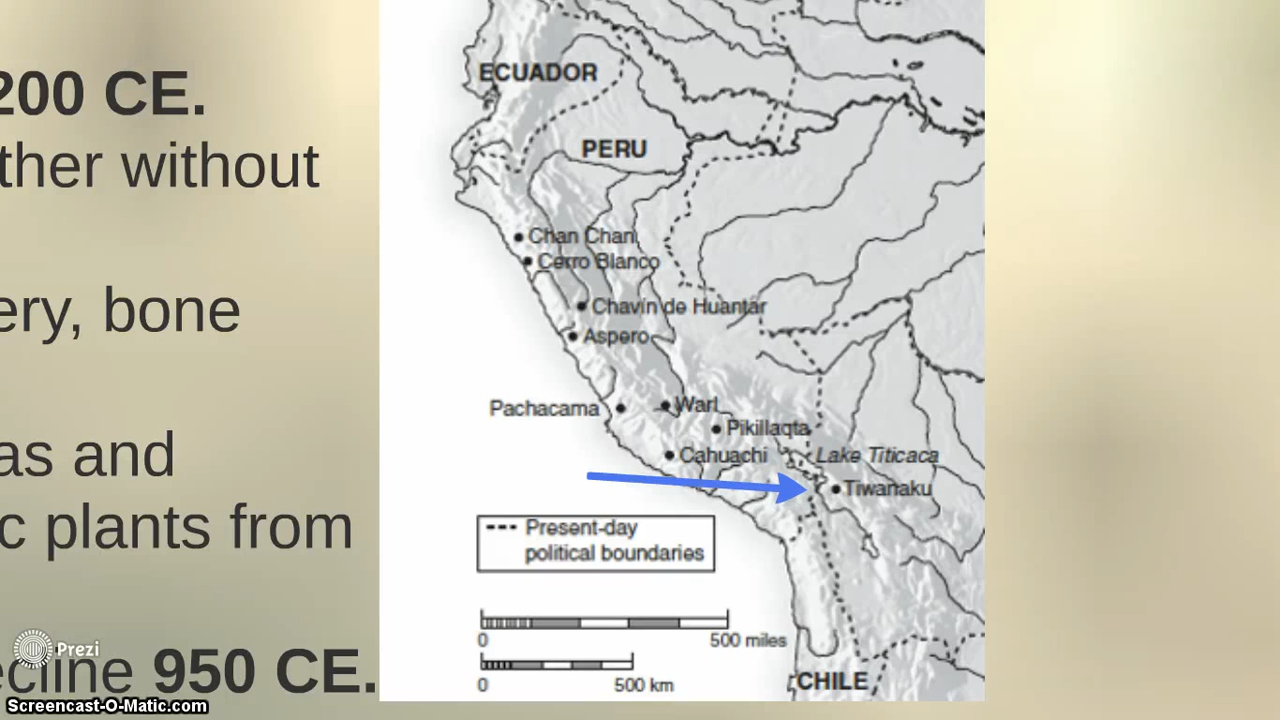 200 CE.
ther without
ery, bone
as and
c plants from
ecline 950 CE.
ECUADOR
PERU
Chan Chan
Cerro Blanco
Chavín de Huantar
Aspero
Pachacama
Warl
Pikillaqta
Cahuachi
Lake Titicaca
Tiwanaku
Present-day
political boundaries
0 500 miles
0 500 km
CHILE
Prezi
Screencast-O-Matic.com